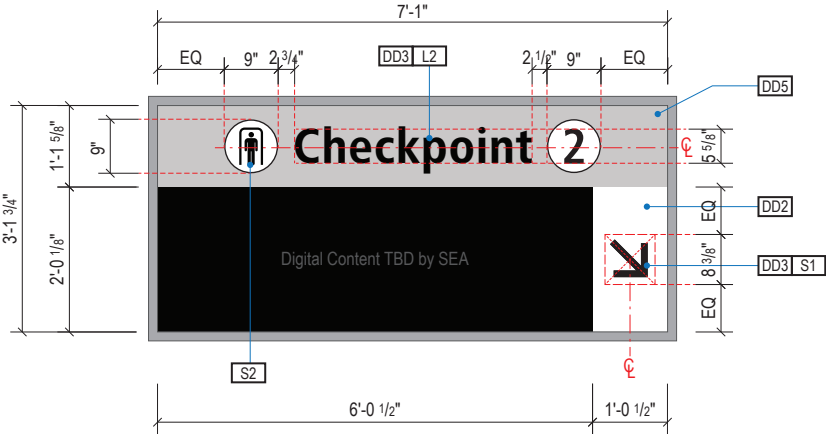 7'-1"
EQ 9" 2 3/4" DD3 L2 2 1/2" 9" EQ
DD5
3'-1 3/4" 1'-1 5/8" 9" Checkpoint 2 ℄ 5 5/8"
2'-0 1/8" Digital Content TBD by SEA EQ DD2
8 3/8" DD3 S1
EQ
℄
S2
6'-0 1/2" 1'-0 1/2"